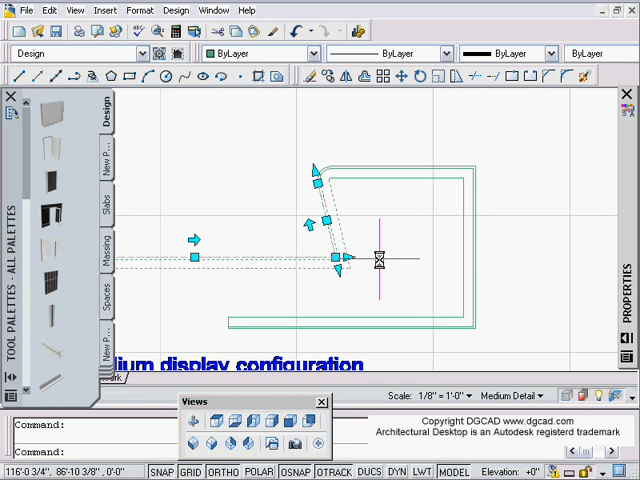 File Edit View Insert Format Design Window Help
Design ByLayer ByLayer ByLayer ByLayer
Design
New P...
Slabs
Massing
Spaces
New P...
TOOL PALETTES - ALL PALETTES
PROPERTIES
dium display configuration
Scale: 1/8" = 1'-0" Medium Detail
Views
Command:
Command:
Copyright DGCAD www.dgcad.com
Architectural Desktop is an Autodesk registerd trademark
116'-0 3/4", 86'-10 3/8" ,0'-0" SNAP GRID ORTHO POLAR OSNAP OTRACK DUCS DYN LWT MODEL Elevation: +0"